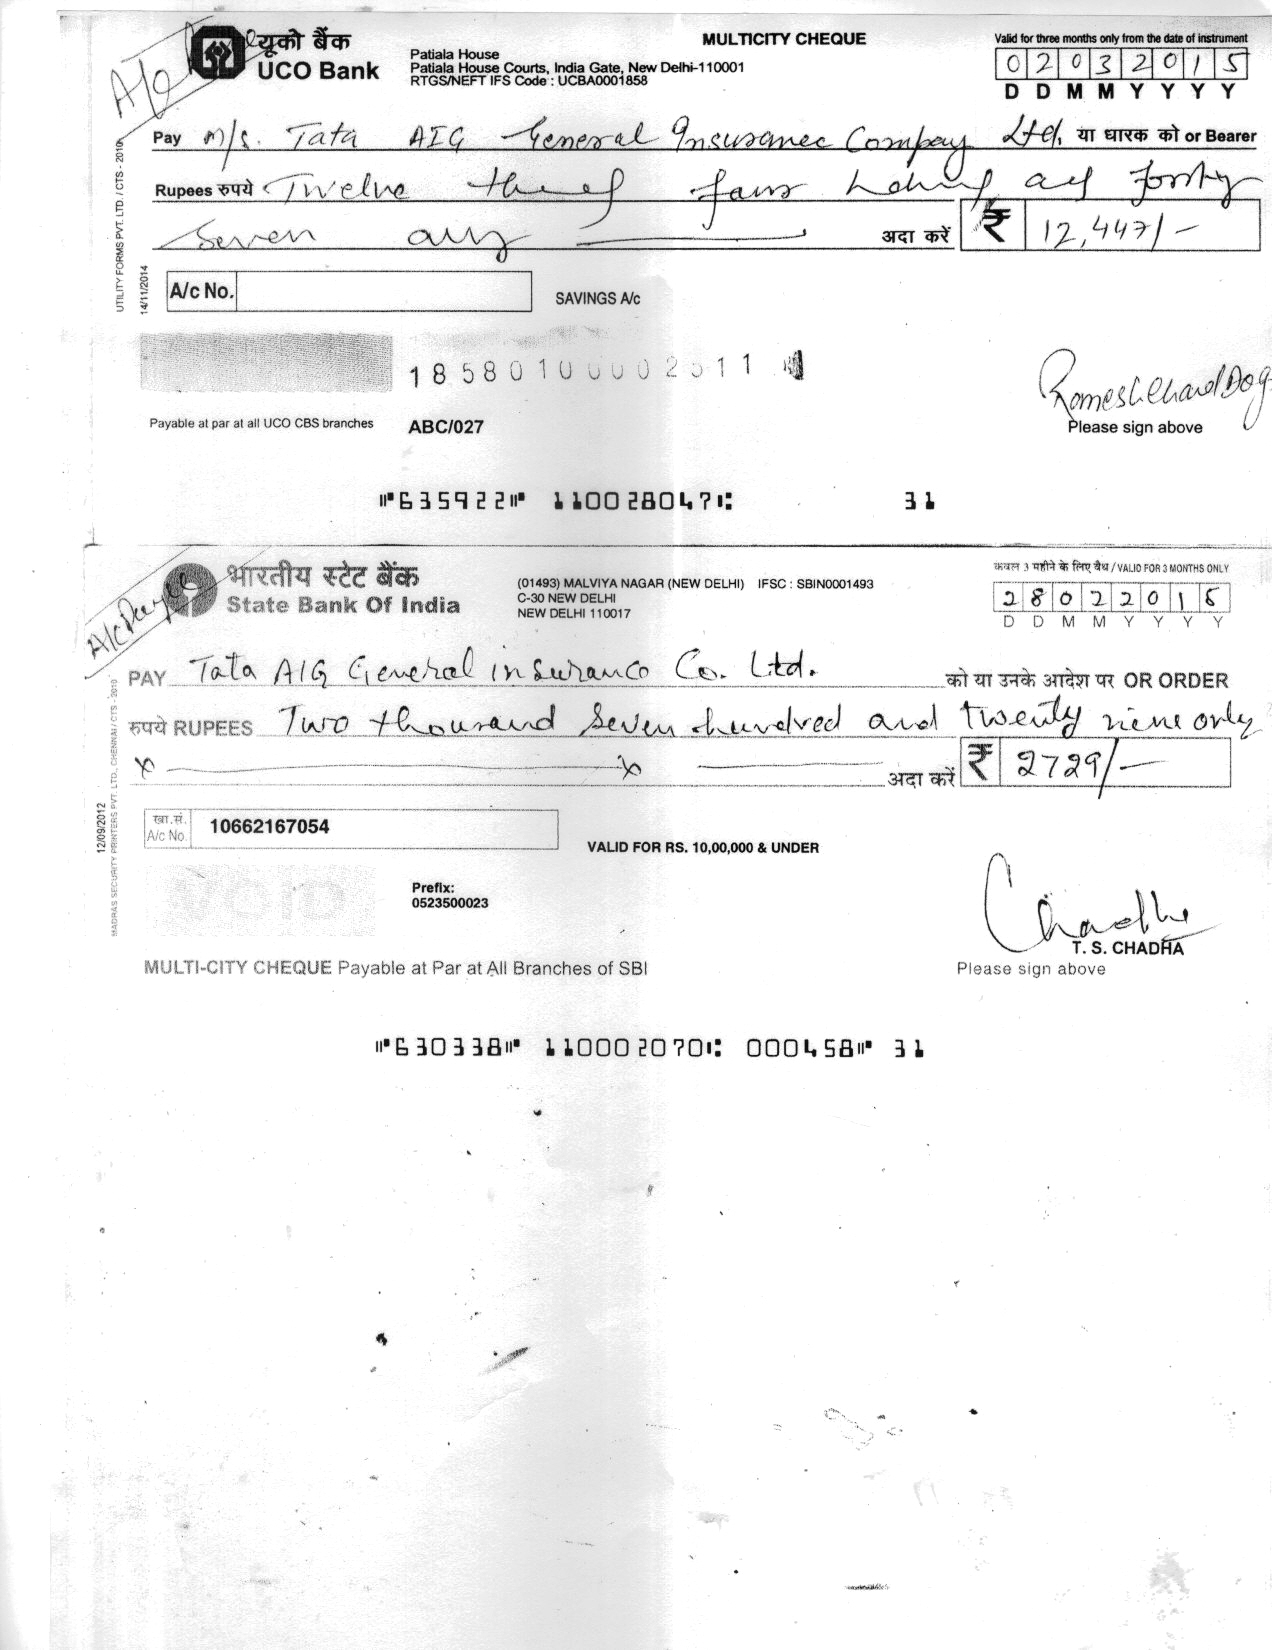 यूको बैंक
UCO Bank
A/c
Patiala House
Patiala House Courts, India Gate, New Delhi-110001
RTGS/NEFT IFS Code : UCBA0001858
MULTICITY CHEQUE
Valid for three months only from the date of instrument
0 2 0 3 2 0 1 5
D D M M Y Y Y Y
Pay M/s. Tata AIG General Insurance Company Ltd. या धारक को or Bearer
Rupees रुपये Twelve forty
Seven अदा करें ₹ 12,447/-
UTILITY FORMS PVT. LTD. / CTS - 2010
14/11/2014
A/c No.
SAVINGS A/c
Payable at par at all UCO CBS branches
ABC/027
Romesh Chand
Please sign above
⑈635922⑈ 110028047⑆ 31
A/c Payee
भारतीय स्टेट बैंक
State Bank Of India
(01493) MALVIYA NAGAR (NEW DELHI) IFSC : SBIN0001493
C-30 NEW DELHI
NEW DELHI 110017
केवल 3 महीने के लिए वैध / VALID FOR 3 MONTHS ONLY
2 8 0 2 2 0 1 5
D D M M Y Y Y Y
PAY Tata AIG General insurance Co. Ltd. को या उनके आदेश पर OR ORDER
रुपये RUPEES Two thousand Seven hundred and twenty nine only
x x अदा करें ₹ 2729/-
12/09/2012
MADRAS SECURITY PRINTERS PVT. LTD., CHENNAI / CTS - 2010
खा.सं.
A/c No. 10662167054
VALID FOR RS. 10,00,000 & UNDER
VOID
Prefix:
0523500023
Chadha
T. S. CHADHA
MULTI-CITY CHEQUE Payable at Par at All Branches of SBI
Please sign above
⑈630338⑈ 110002070⑆ 000458⑈ 31